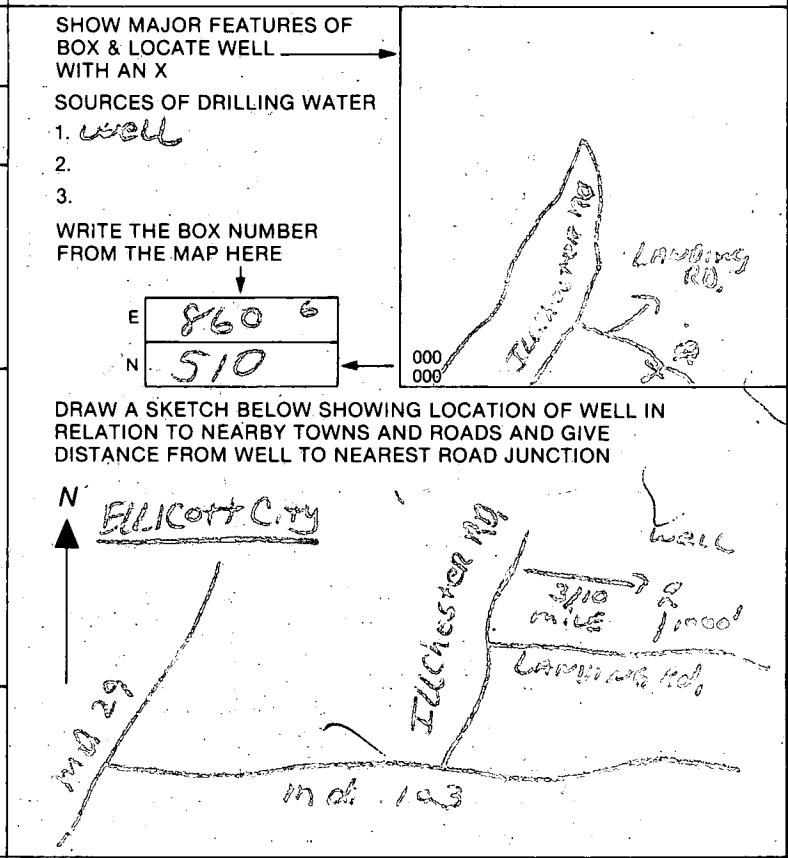 SHOW MAJOR FEATURES OF
BOX & LOCATE WELL
WITH AN X
SOURCES OF DRILLING WATER
1. well
2.
3.
WRITE THE BOX NUMBER
FROM THE MAP HERE
E 860 6
N 510
000
000
ILLCHESTER RD
LANDING
RD.
X
DRAW A SKETCH BELOW SHOWING LOCATION OF WELL IN
RELATION TO NEARBY TOWNS AND ROADS AND GIVE
DISTANCE FROM WELL TO NEAREST ROAD JUNCTION
N
Ellicott City
Illchester Rd
well
3/10
mile
1000'
LANDING Rd.
Md 29
Md. 103